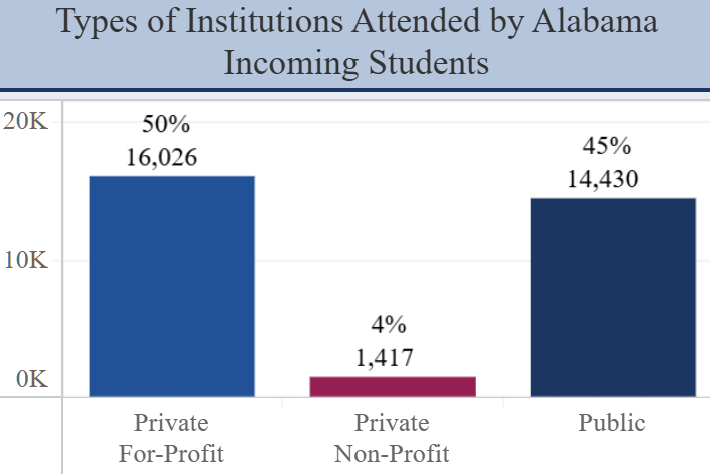 Types of Institutions Attended by Alabama
Incoming Students
20K
10K
0K
50%
16,026
4%
1,417
45%
14,430
Private
For-Profit
Private
Non-Profit
Public